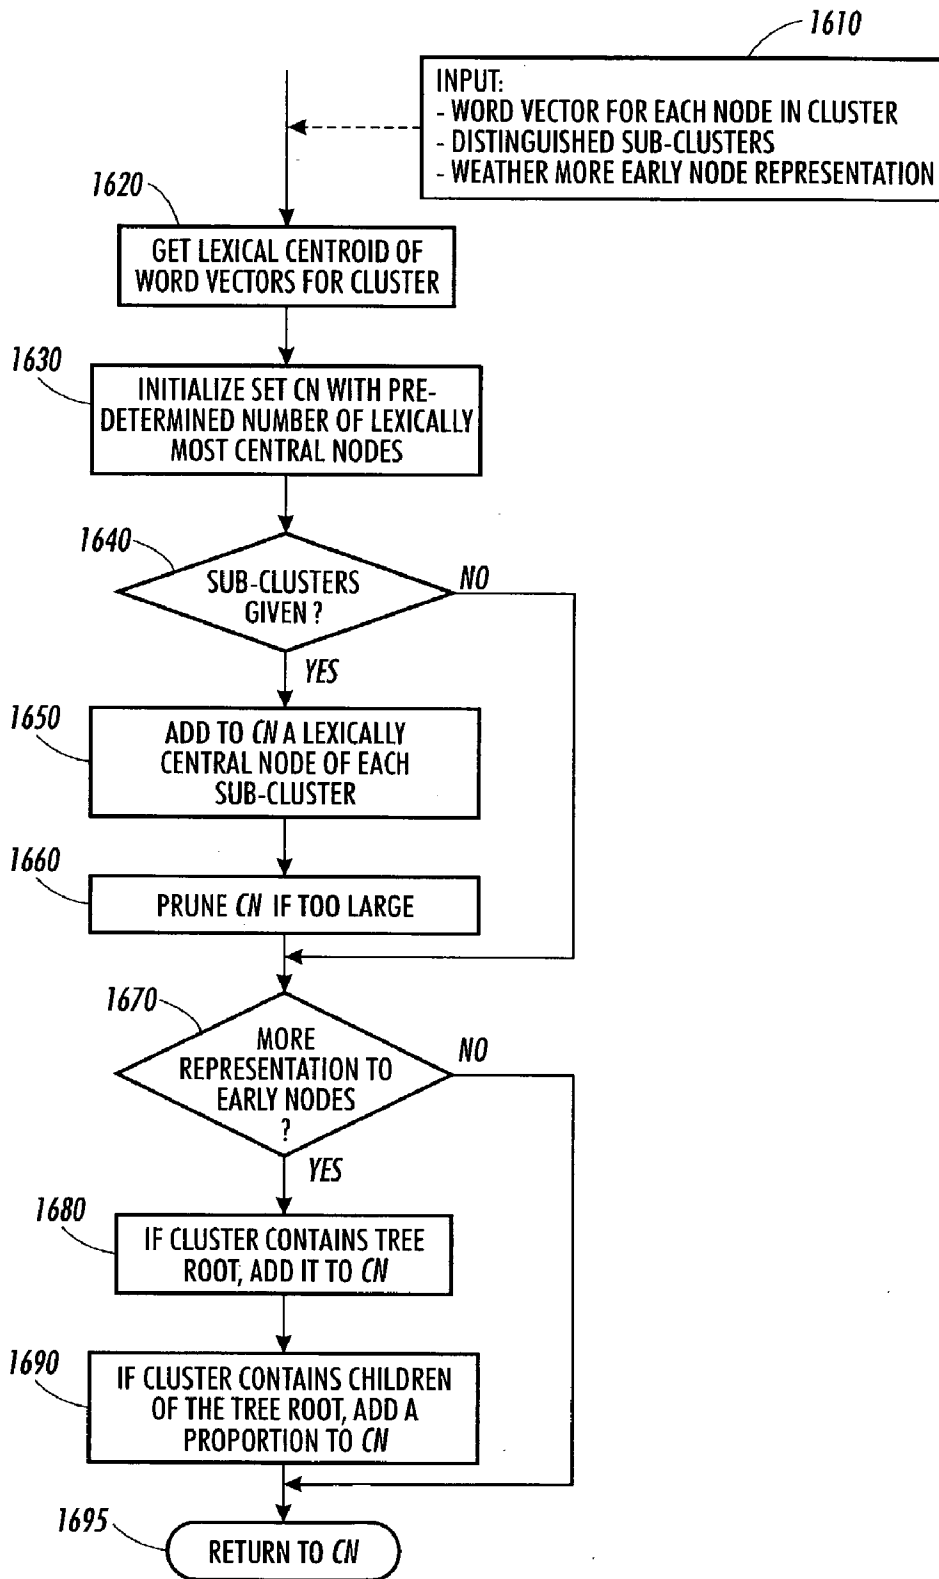 1610
INPUT:
- WORD VECTOR FOR EACH NODE IN CLUSTER
- DISTINGUISHED SUB-CLUSTERS
- WEATHER MORE EARLY NODE REPRESENTATION
1620
GET LEXICAL CENTROID OF
WORD VECTORS FOR CLUSTER
1630
INITIALIZE SET CN WITH PRE-
DETERMINED NUMBER OF LEXICALLY
MOST CENTRAL NODES
1640
SUB-CLUSTERS
GIVEN ?
NO
YES
1650
ADD TO CN A LEXICALLY
CENTRAL NODE OF EACH
SUB-CLUSTER
1660
PRUNE CN IF TOO LARGE
1670
MORE
REPRESENTATION TO
EARLY NODES
?
NO
YES
1680
IF CLUSTER CONTAINS TREE
ROOT, ADD IT TO CN
1690
IF CLUSTER CONTAINS CHILDREN
OF THE TREE ROOT, ADD A
PROPORTION TO CN
1695
RETURN TO CN